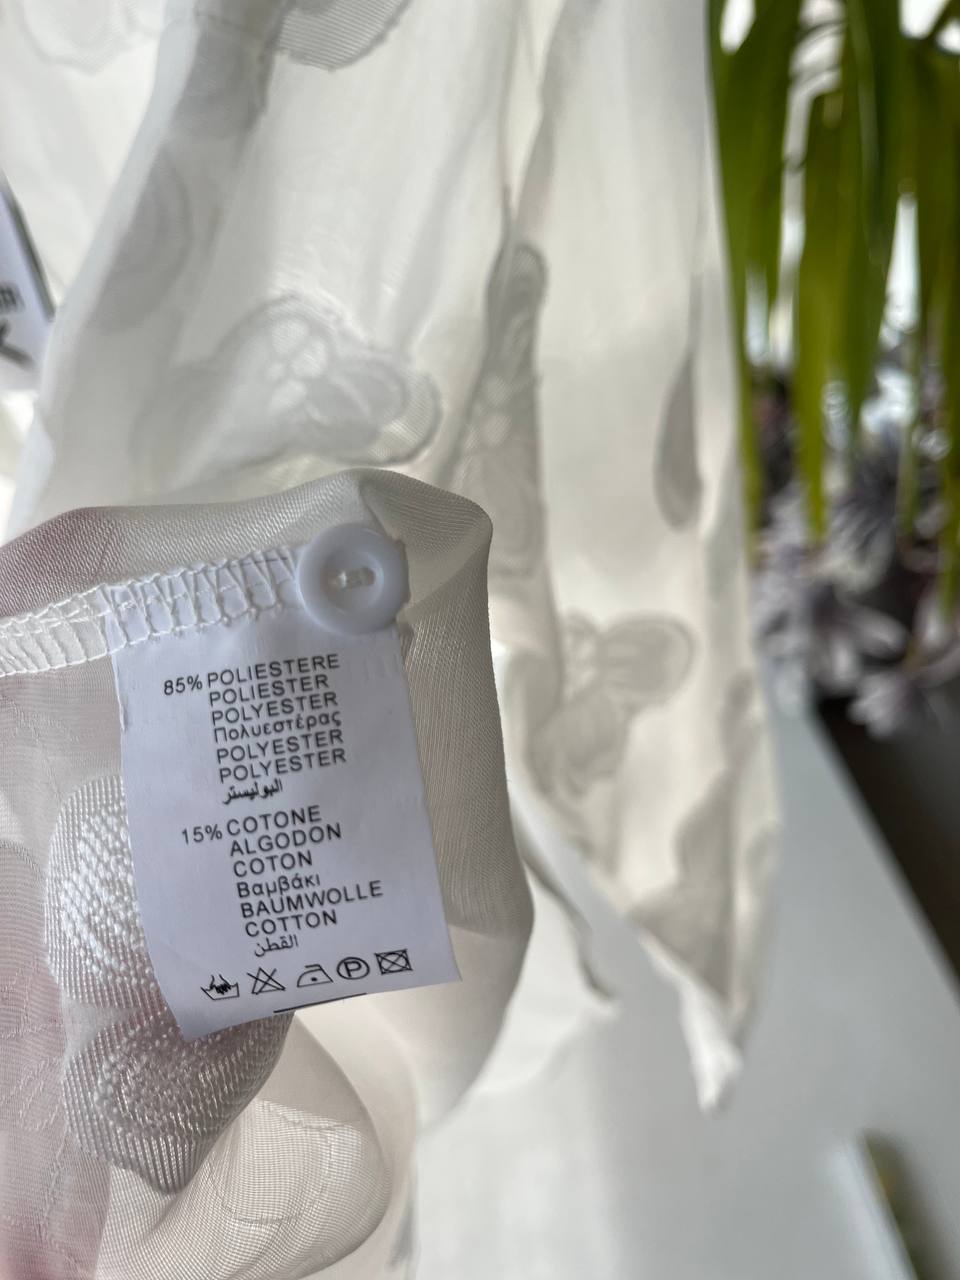 85% POLIESTERE
POLIESTER
POLYESTER
Πολυεστέρας
POLYESTER
POLYESTER
البوليستر
15% COTONE
ALGODON
COTON
Βαμβάκι
BAUMWOLLE
COTTON
القطن
P